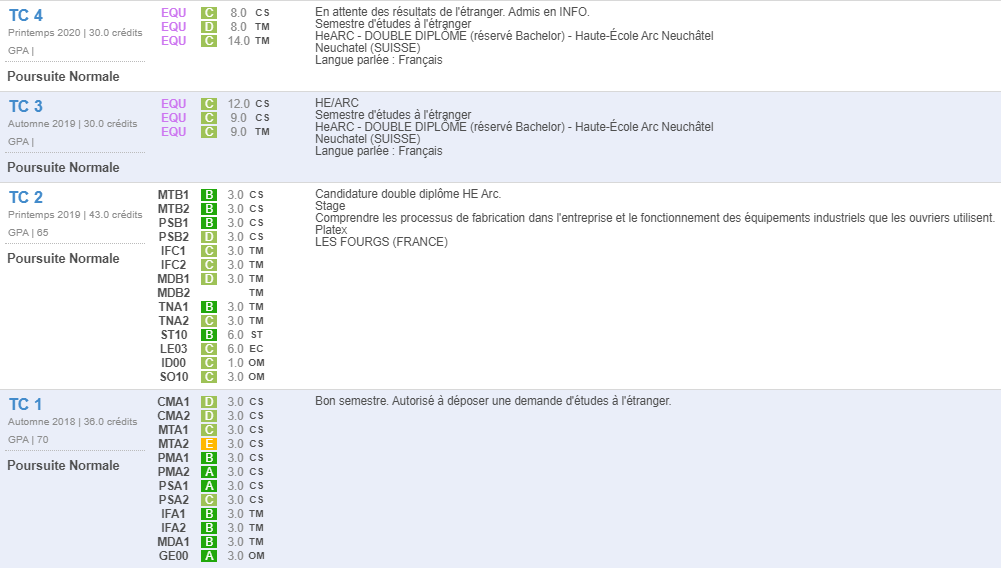 TC 4
Printemps 2020 | 30.0 crédits
GPA |
Poursuite Normale
EQU C 8.0 CS
EQU D 8.0 TM
EQU C 14.0 TM
En attente des résultats de l'étranger. Admis en INFO.
Semestre d'études à l'étranger
HeARC - DOUBLE DIPLÔME (réservé Bachelor) - Haute-École Arc Neuchâtel
Neuchatel (SUISSE)
Langue parlée : Français
TC 3
Automne 2019 | 30.0 crédits
GPA |
Poursuite Normale
EQU C 12.0 CS
EQU C 9.0 CS
EQU C 9.0 TM
HE/ARC
Semestre d'études à l'étranger
HeARC - DOUBLE DIPLÔME (réservé Bachelor) - Haute-École Arc Neuchâtel
Neuchatel (SUISSE)
Langue parlée : Français
TC 2
Printemps 2019 | 43.0 crédits
GPA | 65
Poursuite Normale
MTB1 B 3.0 CS
MTB2 B 3.0 CS
PSB1 B 3.0 CS
PSB2 D 3.0 CS
IFC1 C 3.0 TM
IFC2 C 3.0 TM
MDB1 D 3.0 TM
MDB2 TM
TNA1 B 3.0 TM
TNA2 C 3.0 TM
ST10 B 6.0 ST
LE03 C 6.0 EC
ID00 C 1.0 OM
SO10 C 3.0 OM
Candidature double diplôme HE Arc.
Stage
Comprendre les processus de fabrication dans l'entreprise et le fonctionnement des équipements industriels que les ouvriers utilisent.
Platex
LES FOURGS (FRANCE)
TC 1
Automne 2018 | 36.0 crédits
GPA | 70
Poursuite Normale
CMA1 D 3.0 CS
CMA2 D 3.0 CS
MTA1 C 3.0 CS
MTA2 E 3.0 CS
PMA1 B 3.0 CS
PMA2 A 3.0 CS
PSA1 A 3.0 CS
PSA2 C 3.0 CS
IFA1 B 3.0 TM
IFA2 B 3.0 TM
MDA1 B 3.0 TM
GE00 A 3.0 OM
Bon semestre. Autorisé à déposer une demande d'études à l'étranger.